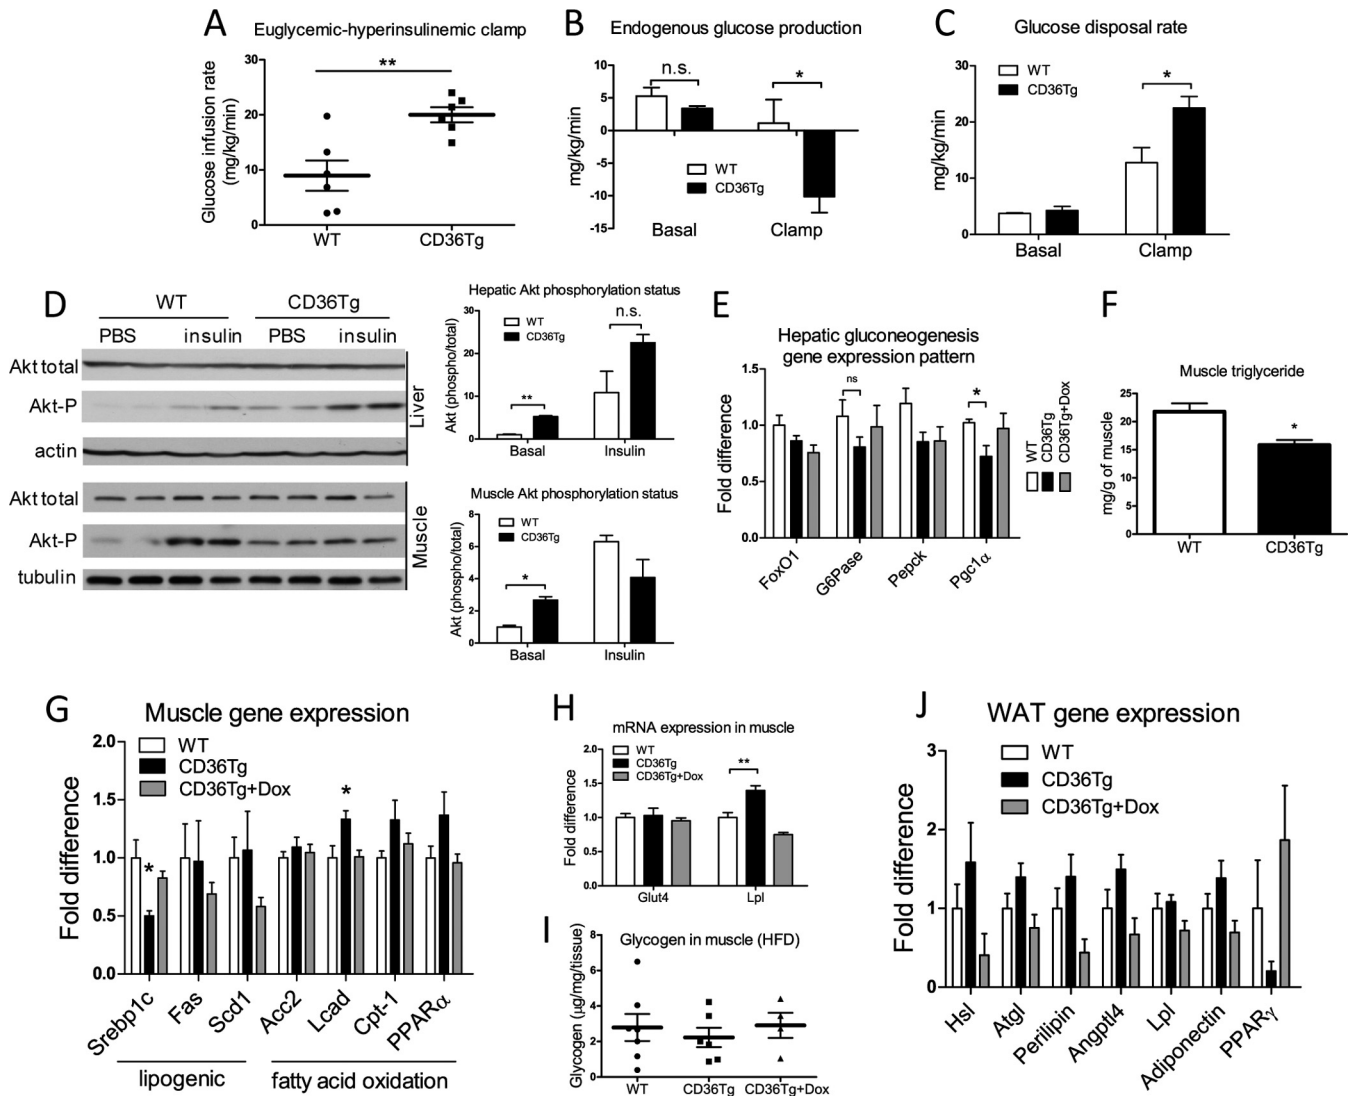 A
Euglycemic-hyperinsulinemic clamp
Glucose infusion rate
(mg/kg/min)
30
20
10
0
**
WT
CD36Tg
B
Endogenous glucose production
mg/kg/min
10
5
0
-5
-10
-15
n.s.
*
WT
CD36Tg
Basal
Clamp
C
Glucose disposal rate
mg/kg/min
30
20
10
0
WT
CD36Tg
*
Basal
Clamp
D
WT
CD36Tg
PBS
insulin
PBS
insulin
Akt total
Akt-P
actin
Liver
Akt total
Akt-P
tubulin
Muscle
Hepatic Akt phosphorylation status
Akt (phospho/total)
30
20
10
0
WT
CD36Tg
**
n.s.
Basal
Insulin
Muscle Akt phosphorylation status
Akt (phospho/total)
8
6
4
2
0
WT
CD36Tg
*
Basal
Insulin
E
Hepatic gluconeogenesis
gene expression pattern
Fold difference
1.5
1.0
0.5
0.0
ns
*
FoxO1
G6Pase
Pepck
Pgc1α
WT
CD36Tg
CD36Tg+Dox
F
Muscle triglyceride
mg/g of muscle
25
20
15
10
5
0
*
WT
CD36Tg
G
Muscle gene expression
Fold difference
2.0
1.5
1.0
0.5
0.0
WT
CD36Tg
CD36Tg+Dox
*
*
Srebp1c
Fas
Scd1
Acc2
Lcad
Cpt-1
PPARα
lipogenic
fatty acid oxidation
H
mRNA expression in muscle
Fold difference
2.0
1.5
1.0
0.5
0.0
WT
CD36Tg
CD36Tg+Dox
**
Glut4
Lpl
I
Glycogen in muscle (HFD)
Glycogen (μg/mg/tissue)
8
6
4
2
0
WT
CD36Tg
CD36Tg+Dox
J
WAT gene expression
Fold difference
3
2
1
0
WT
CD36Tg
CD36Tg+Dox
Hsl
Atgl
Perilipin
Angptl4
Lpl
Adiponectin
PPARγ